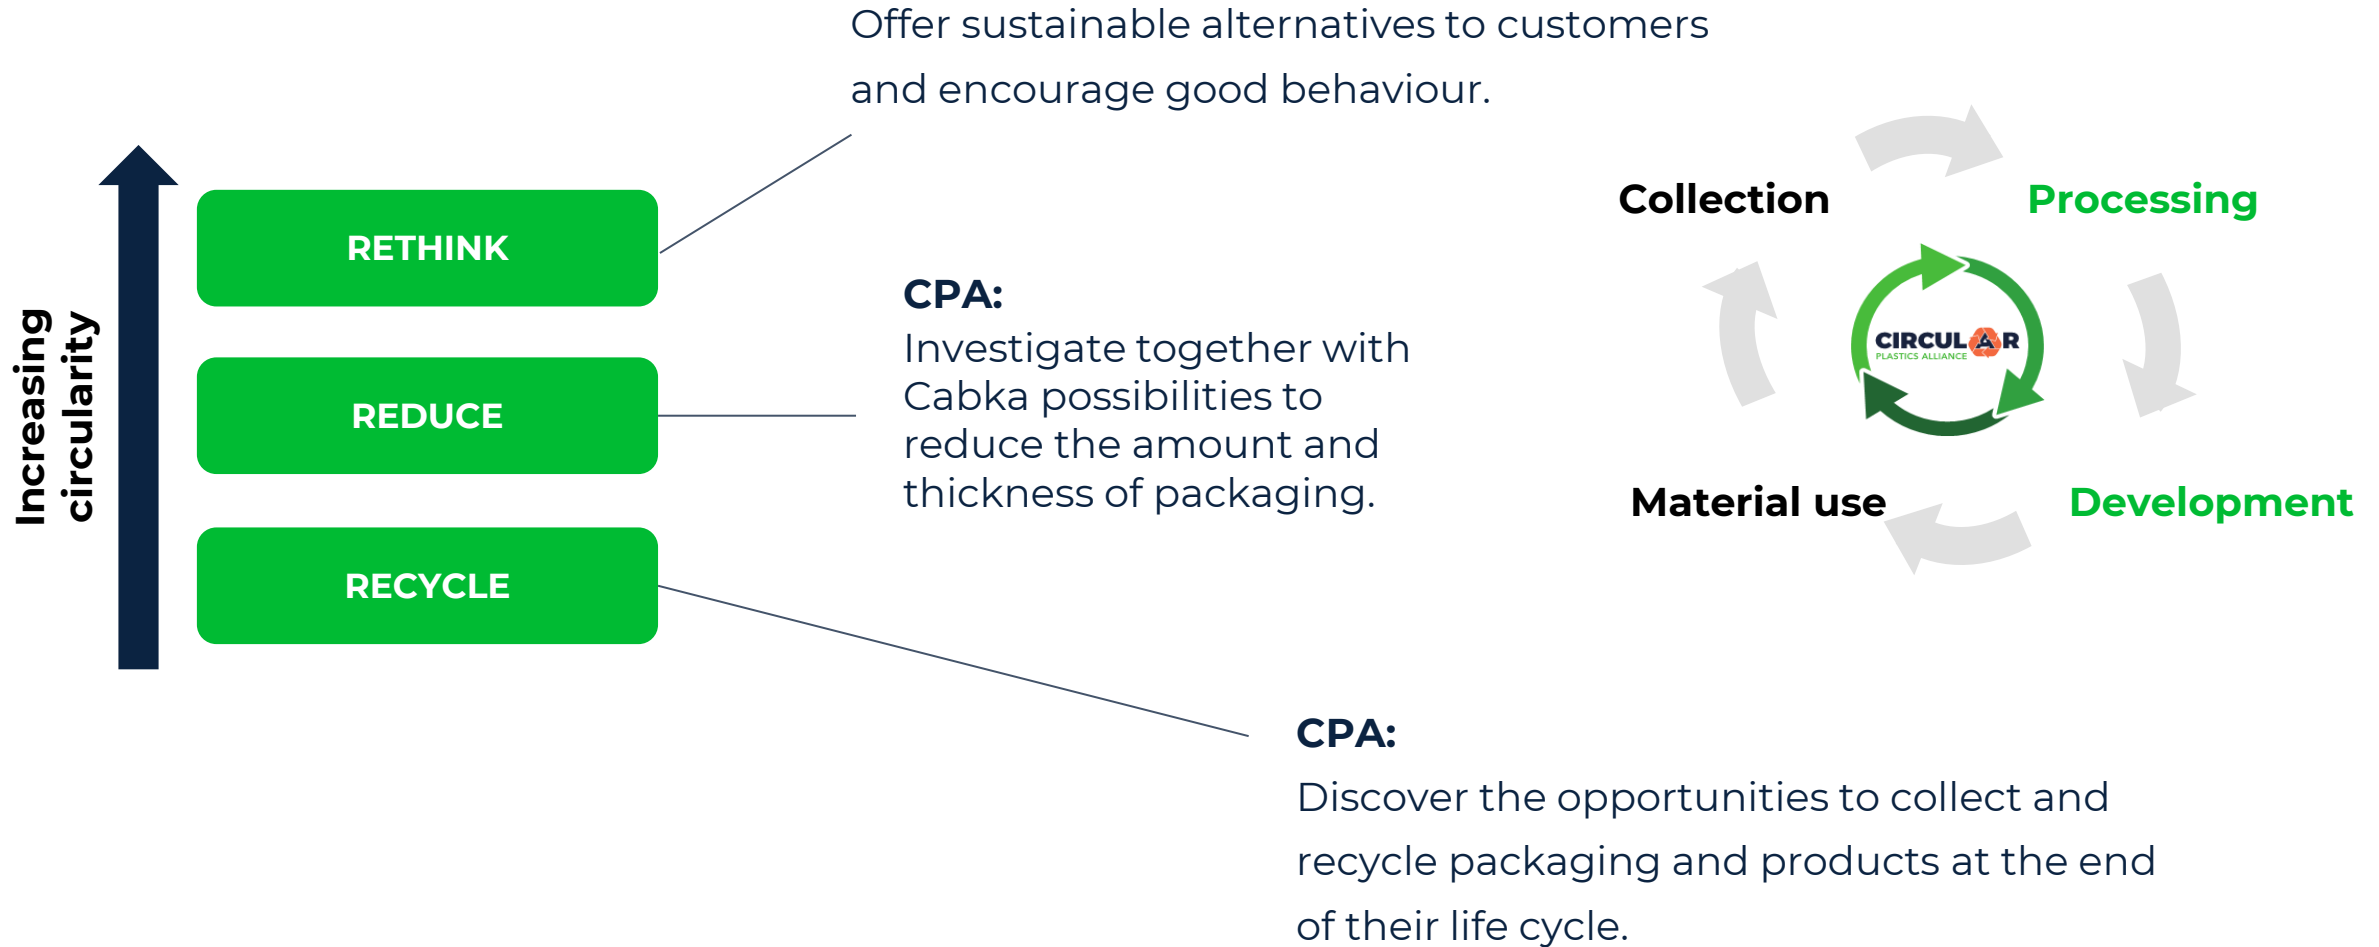 Offer sustainable alternatives to customers
and encourage good behaviour.
Increasing
circularity
RETHINK
REDUCE
RECYCLE
CPA:
Investigate together with
Cabka possibilities to
reduce the amount and
thickness of packaging.
Collection
Processing
CIRCULAR
PLASTICS ALLIANCE
Material use
Development
CPA:
Discover the opportunities to collect and
recycle packaging and products at the end
of their life cycle.